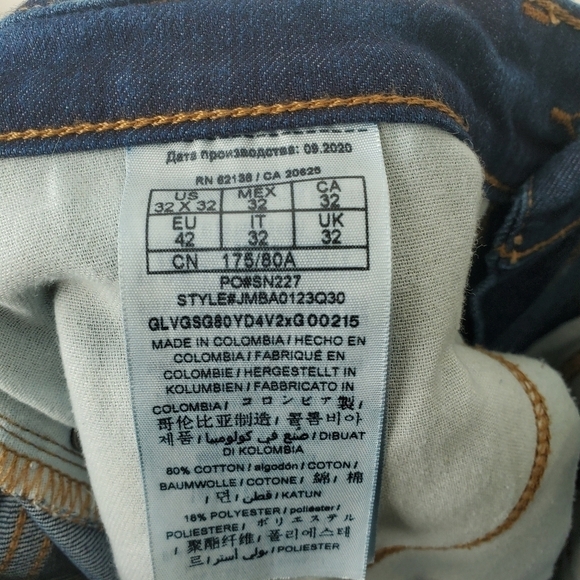 Дата производства: 09.2020
RN 62136 / CA 20625
US MEX CA
32 X 32 32 32
EU IT UK
42 32 32
CN 175/80A
PO#SN227
STYLE#JMBA0123Q30
GLVGSG80YD4V2xG00215
MADE IN COLOMBIA / HECHO EN
COLOMBIA / FABRIQUÉ EN
COLOMBIE / HERGESTELLT IN
KOLUMBIEN / FABBRICATO IN
COLOMBIA / コロンビア製 /
哥伦比亚制造 / 콜롬비아
제품 / صنع في كولومبيا / DIBUAT
DI KOLOMBIA
80% COTTON / algodón / COTON /
BAUMWOLLE / COTONE / 綿 / 棉
/ 면 / قطن / KATUN
18% POLYESTER / poliéster /
POLIESTERE / ポリエステル
/ 聚酯纤维 / 폴리에스테
르 / بولي استر /